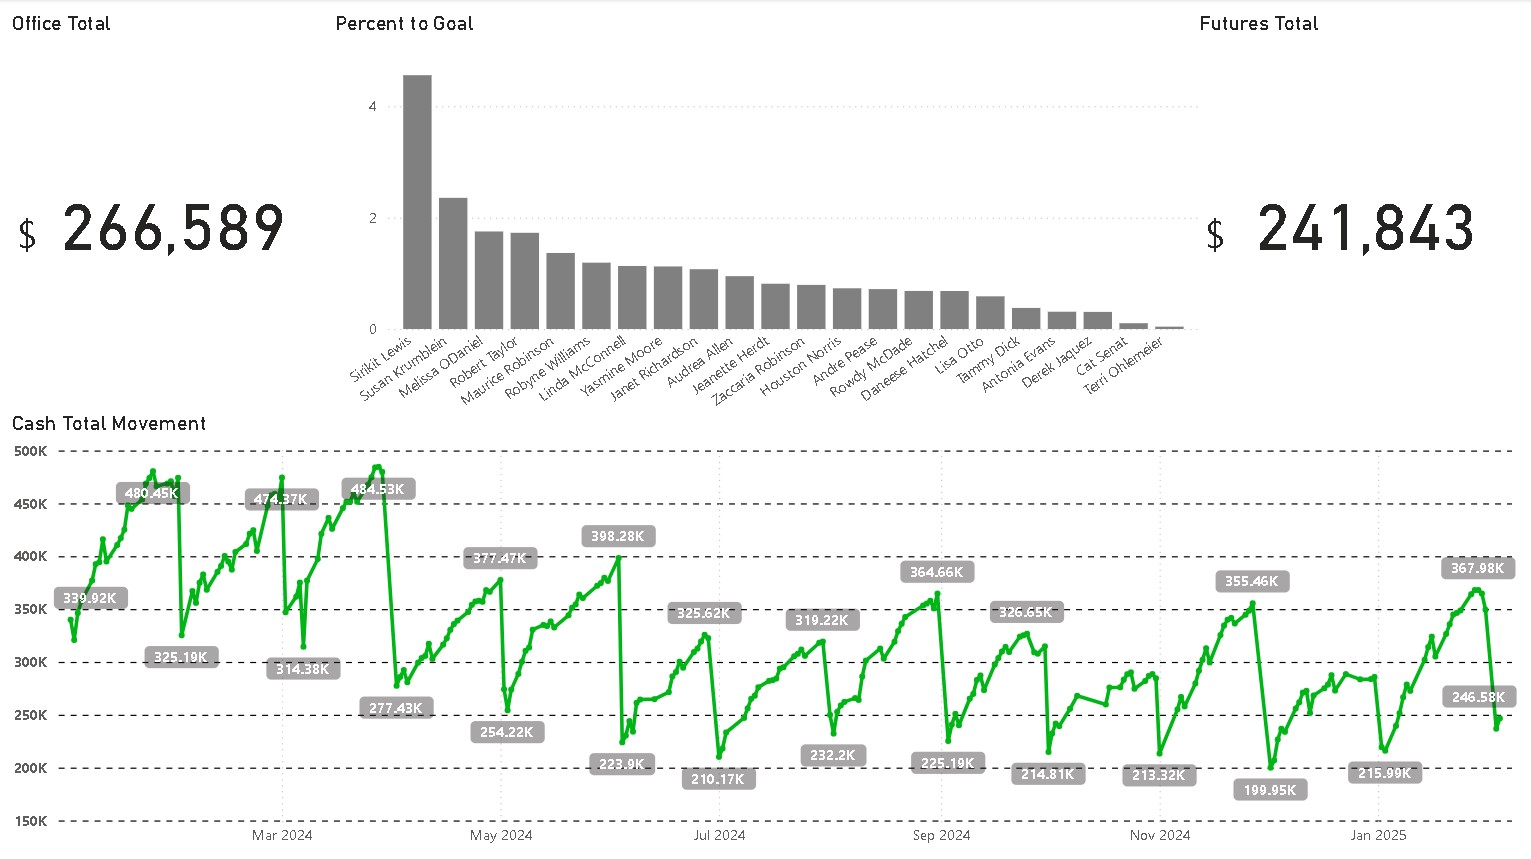 Office Total
Percent to Goal
Futures Total
4
2
0
$ 266,589
$ 241,843
Sirikit Lewis
Susan Krumblein
Melissa ODaniel
Robert Taylor
Maurice Robinson
Robyne Williams
Linda McConnell
Yasmine Moore
Janet Richardson
Audrea Allen
Jeanette Herdt
Zaccaria Robinson
Houston Norris
Andre Pease
Rowdy McDade
Daneese Hatchel
Lisa Otto
Tammy Dick
Antonia Evans
Derek Jaquez
Cat Senat
Terri Ohlemeier
Cash Total Movement
500K
450K
400K
350K
300K
250K
200K
150K
339.92K
480.45K
325.19K
474.37K
314.38K
484.53K
277.43K
377.47K
254.22K
398.28K
223.9K
325.62K
210.17K
319.22K
232.2K
364.66K
225.19K
326.65K
214.81K
213.32K
355.46K
199.95K
215.99K
367.98K
246.58K
Mar 2024
May 2024
Jul 2024
Sep 2024
Nov 2024
Jan 2025